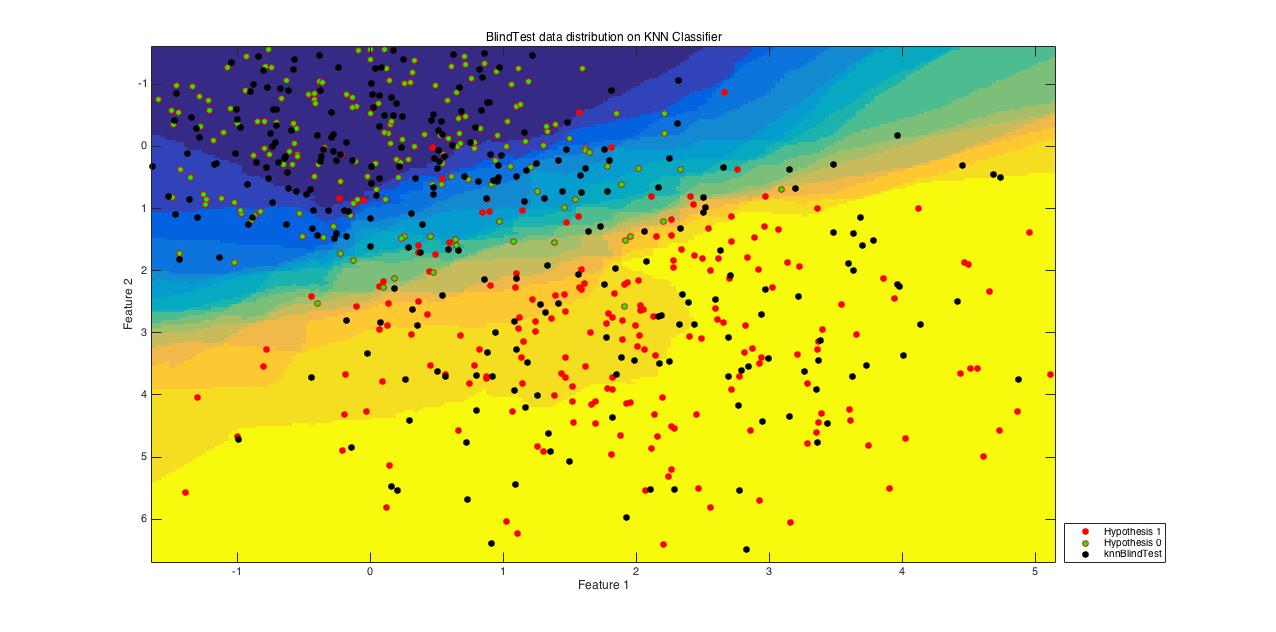 BlindTest data distribution on KNN Classifier
-1
0
1
2
3
4
5
6
Feature 2
-1
0
1
2
3
4
5
Feature 1
Hypothesis 1
Hypothesis 0
knnBlindTest